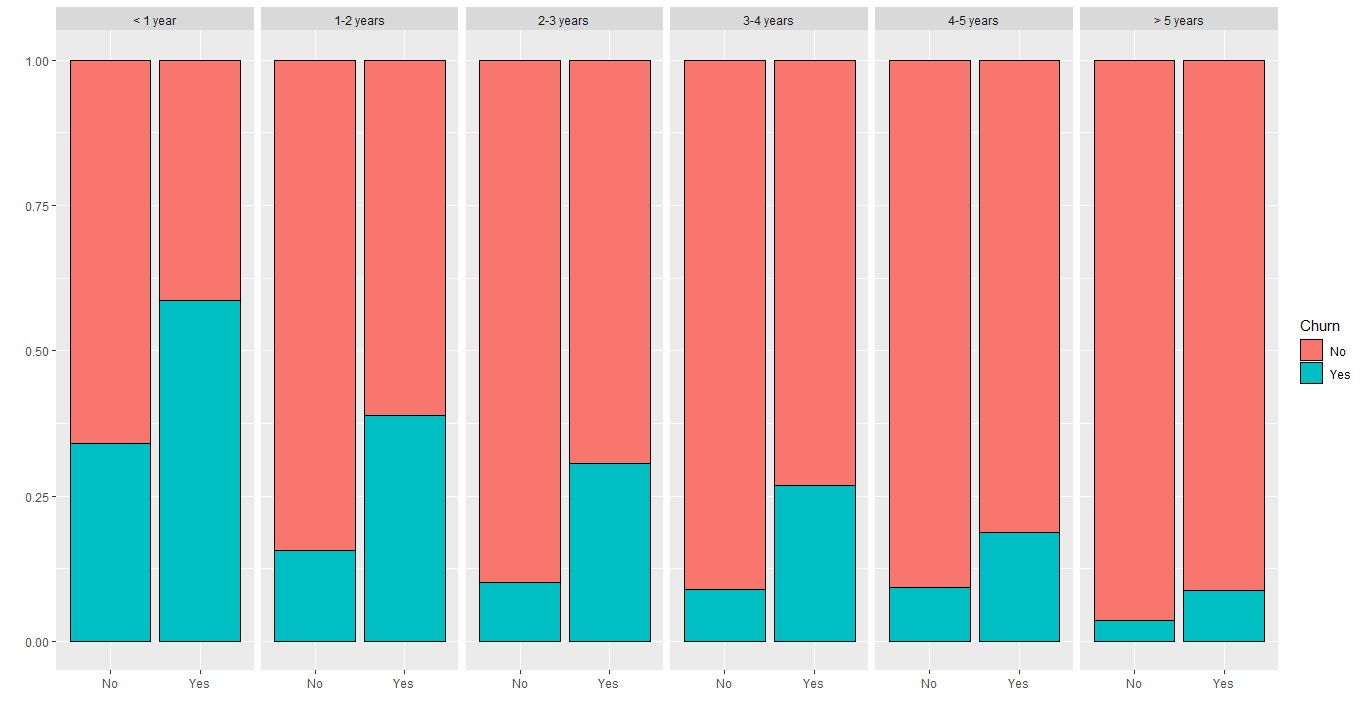 < 1 year
1-2 years
2-3 years
3-4 years
4-5 years
> 5 years
1.00
0.75
0.50
0.25
0.00
No
Yes
No
Yes
No
Yes
No
Yes
No
Yes
No
Yes
Churn
No
Yes